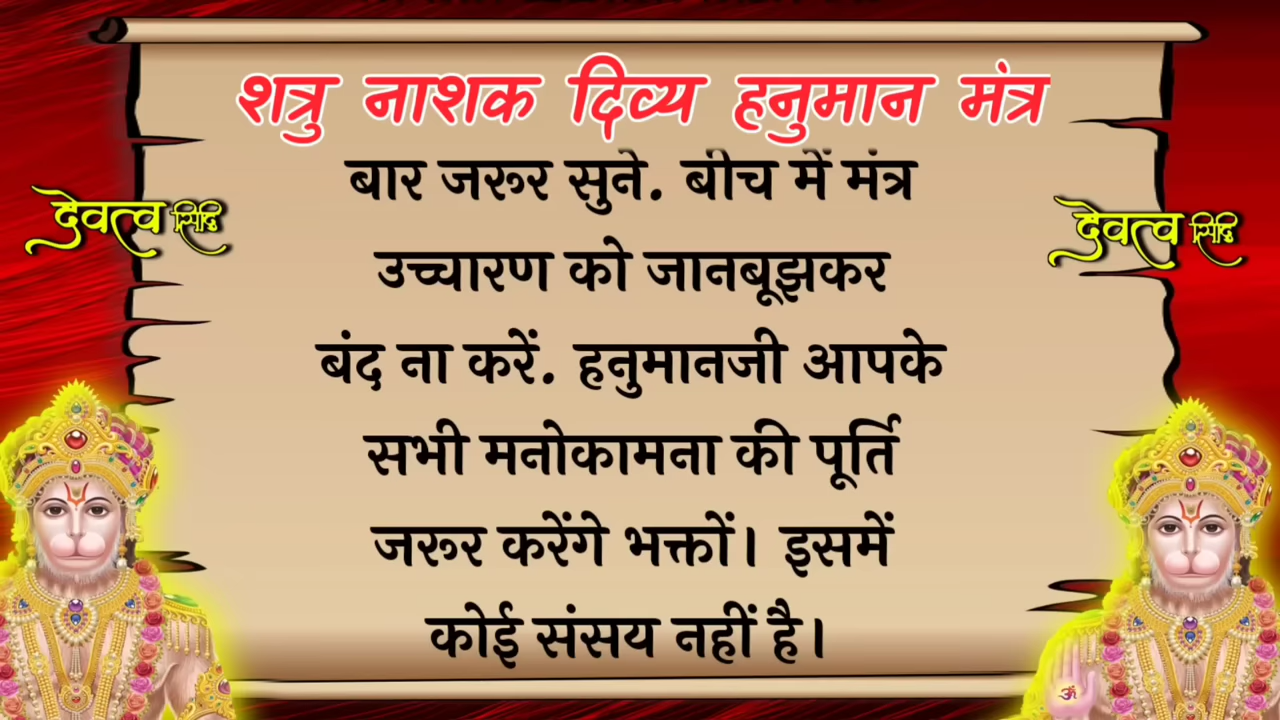 शत्रु नाशक दिव्य हनुमान मंत्र
बार जरूर सुने. बीच में मंत्र
उच्चारण को जानबूझकर
बंद ना करें. हनुमानजी आपके
सभी मनोकामना की पूर्ति
जरूर करेंगे भक्तों। इसमें
कोई संसय नहीं है।
देवत्व सिद्धि
देवत्व सिद्धि
ॐ